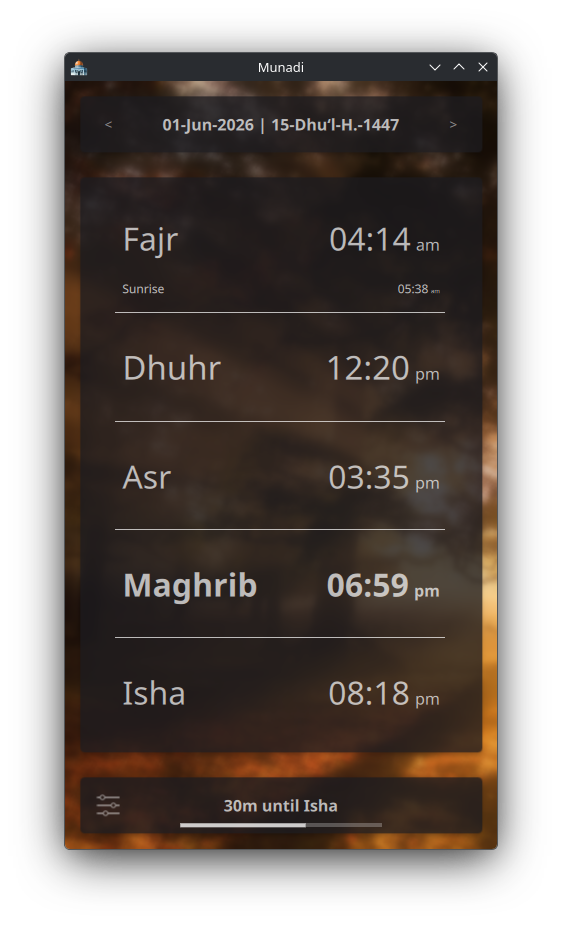 Munadi
< 01-Jun-2026 | 15-Dhu‘l-H.-1447 >
Fajr 04:14 am
Sunrise 05:38 am
Dhuhr 12:20 pm
Asr 03:35 pm
Maghrib 06:59 pm
Isha 08:18 pm
30m until Isha